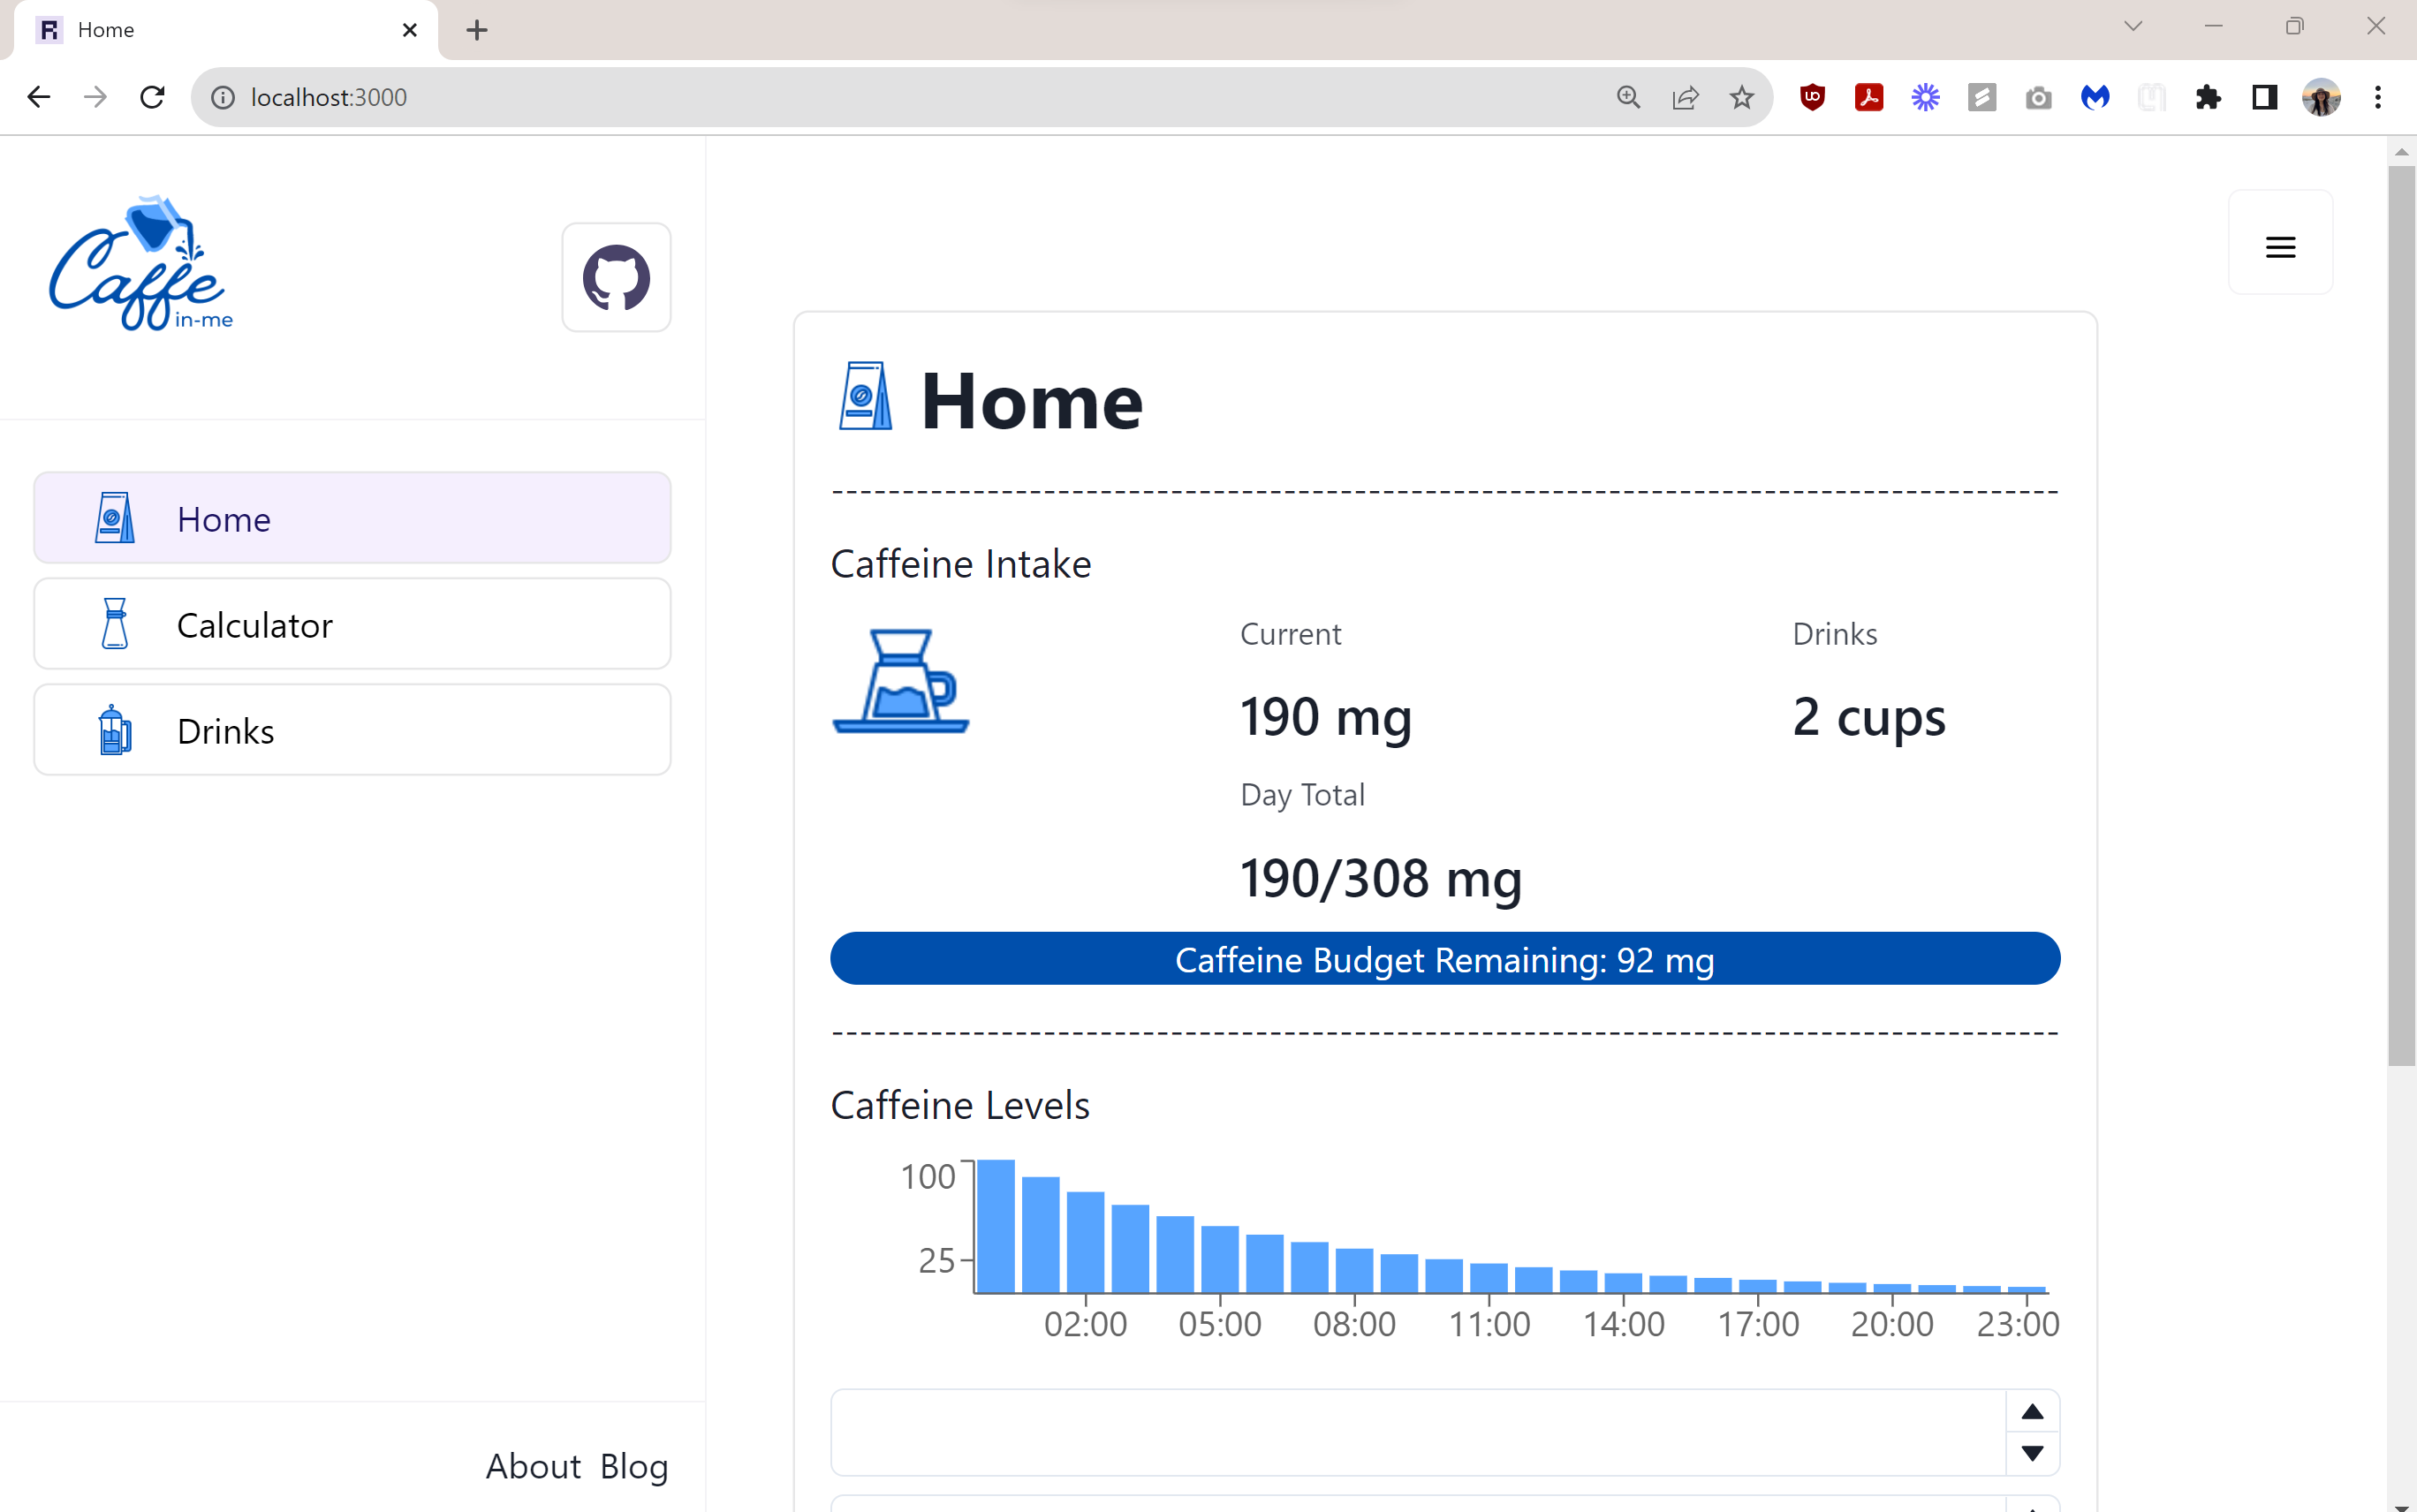 Home
localhost:3000
Caffe
in-me
Home
Calculator
Drinks
About Blog
Home
--------------------------------------------------------------------------------
Caffeine Intake
Current
Drinks
190 mg
2 cups
Day Total
190/308 mg
Caffeine Budget Remaining: 92 mg
--------------------------------------------------------------------------------
Caffeine Levels
100
25
02:00 05:00 08:00 11:00 14:00 17:00 20:00 23:00